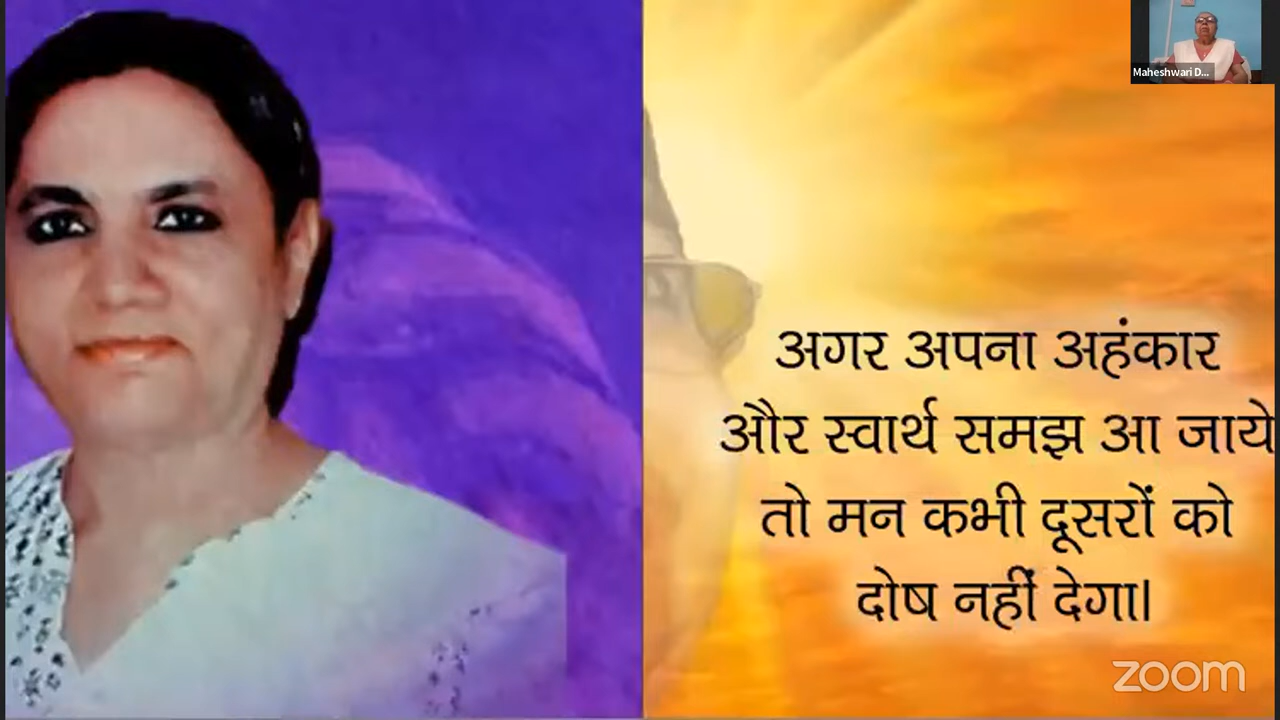 Maheshwari D...
अगर अपना अहंकार
और स्वार्थ समझ आ जाये
तो मन कभी दूसरों को
दोष नहीं देगा।
zoom